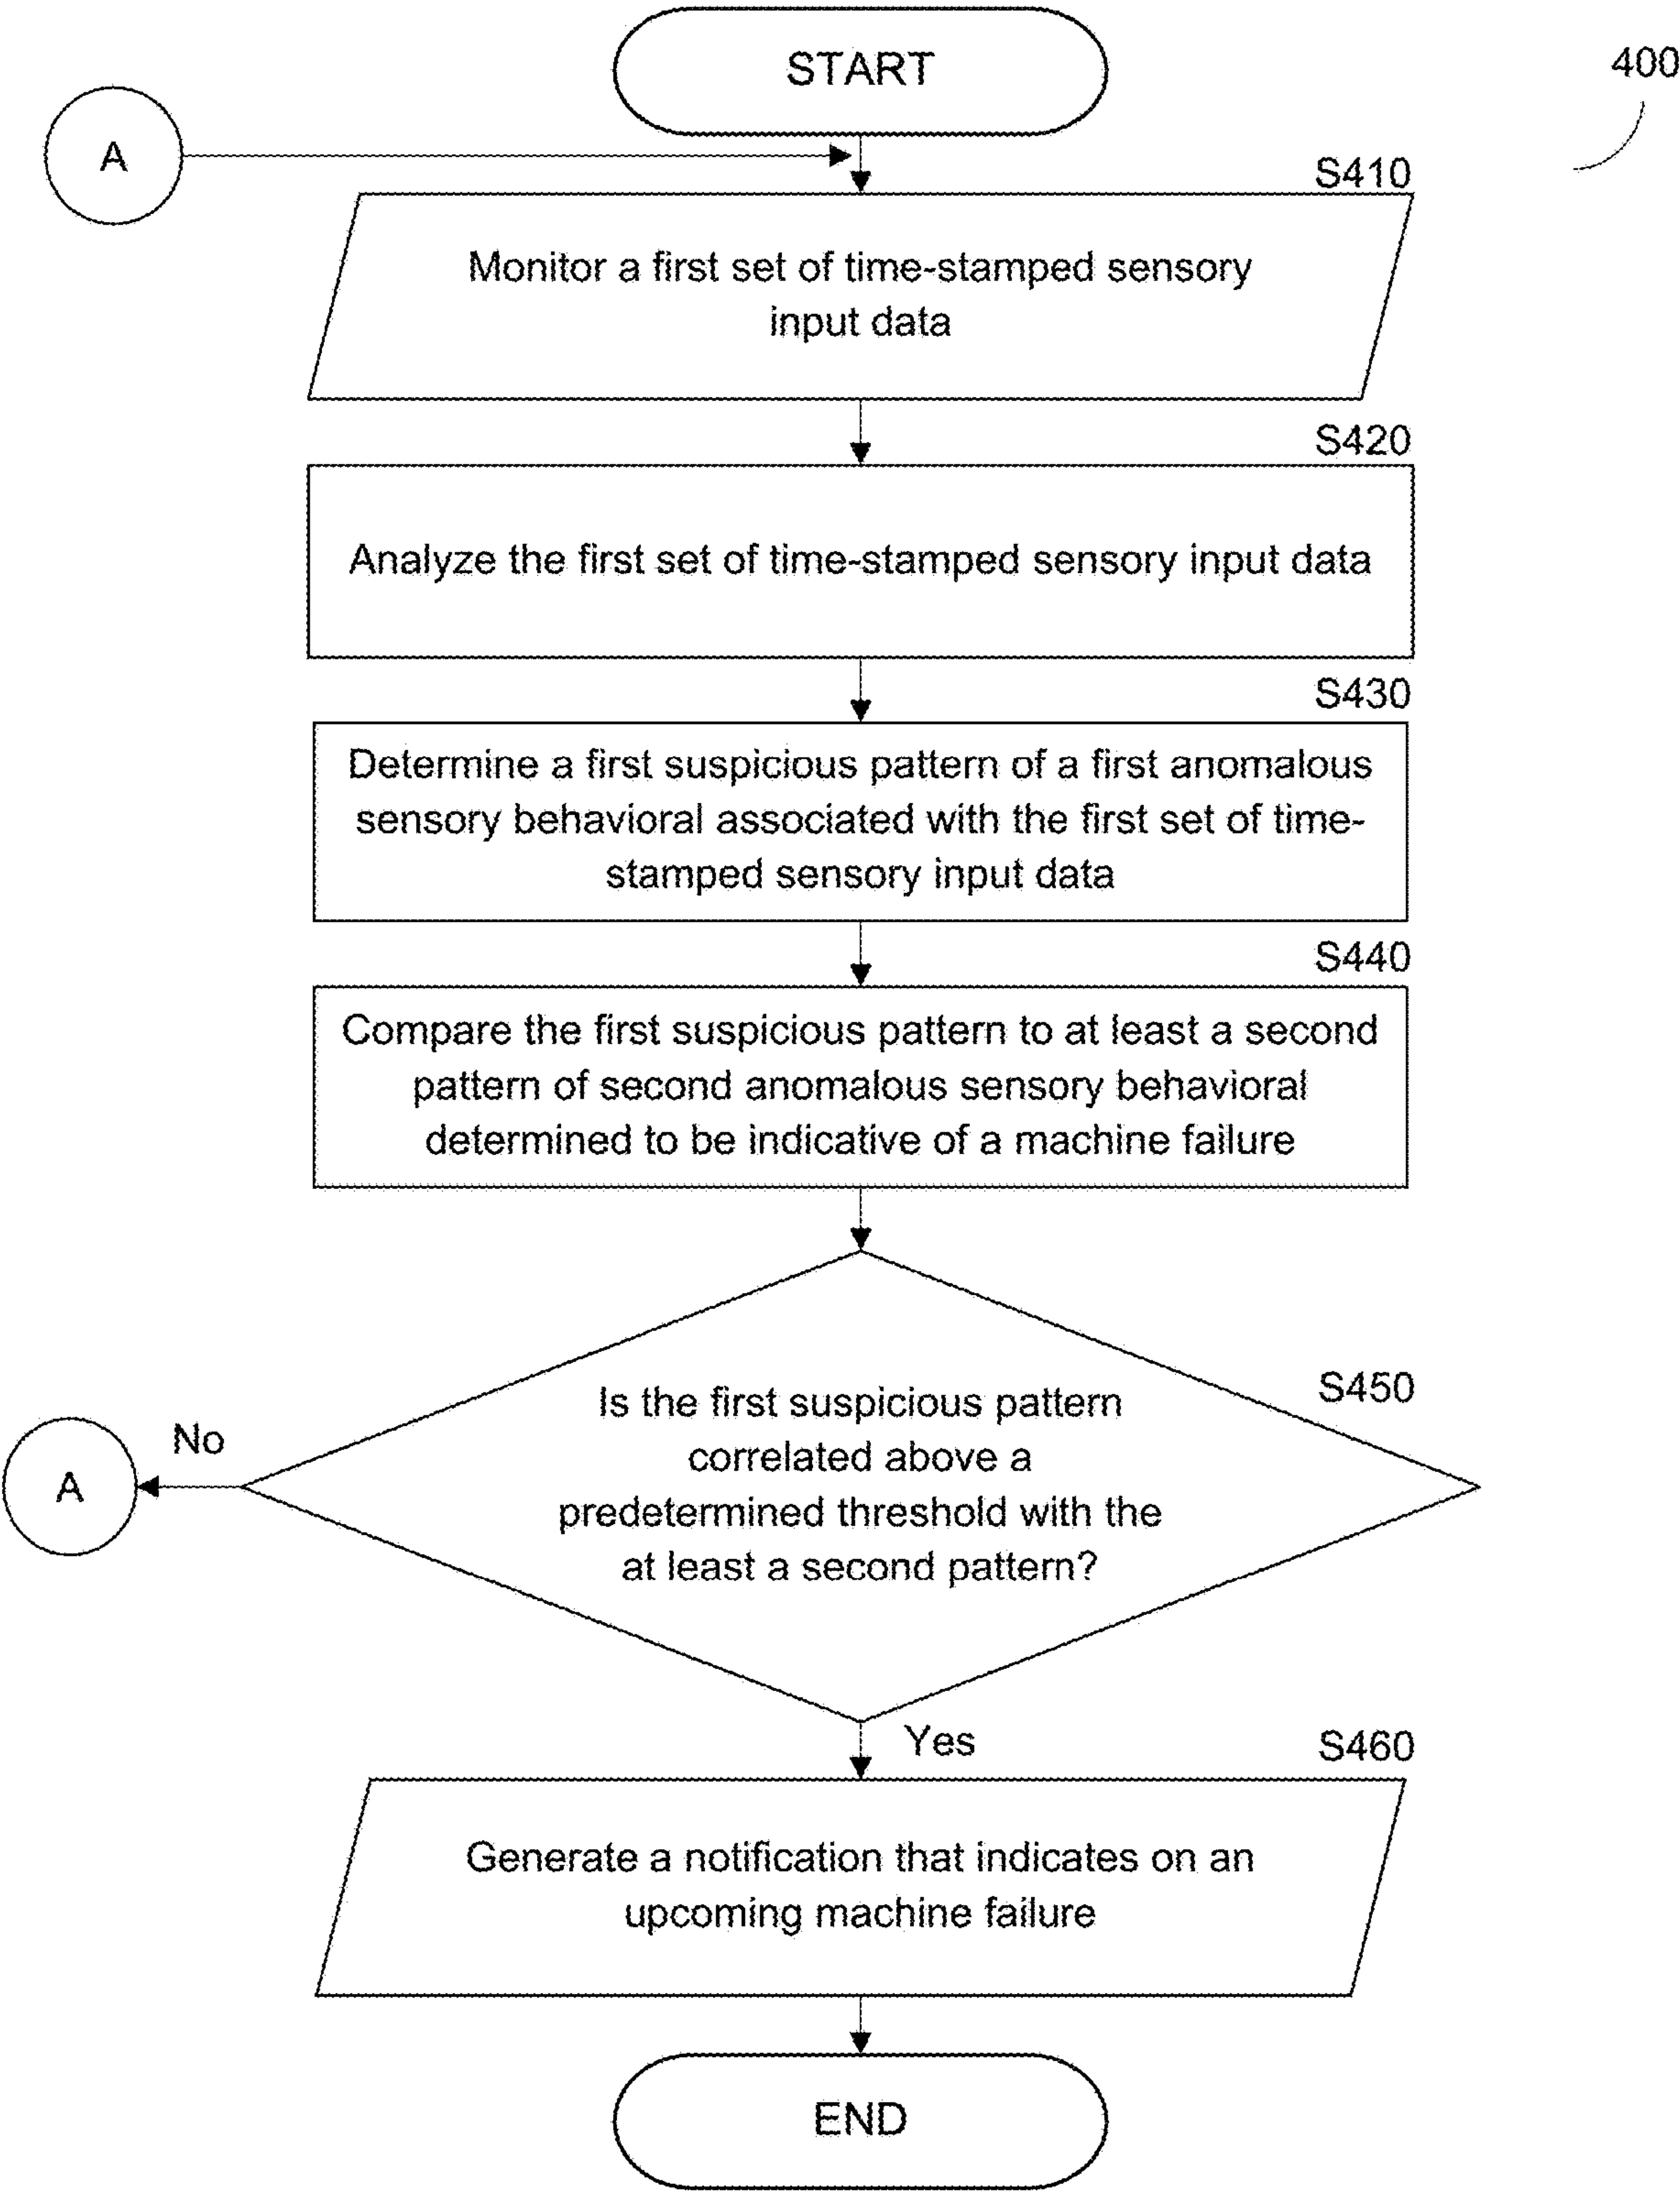 START
400
A
S410
Monitor a first set of time-stamped sensory
input data
S420
Analyze the first set of time-stamped sensory input data
S430
Determine a first suspicious pattern of a first anomalous
sensory behavioral associated with the first set of time-
stamped sensory input data
S440
Compare the first suspicious pattern to at least a second
pattern of second anomalous sensory behavioral
determined to be indicative of a machine failure
S450
Is the first suspicious pattern
correlated above a
predetermined threshold with the
at least a second pattern?
No
A
Yes
S460
Generate a notification that indicates on an
upcoming machine failure
END